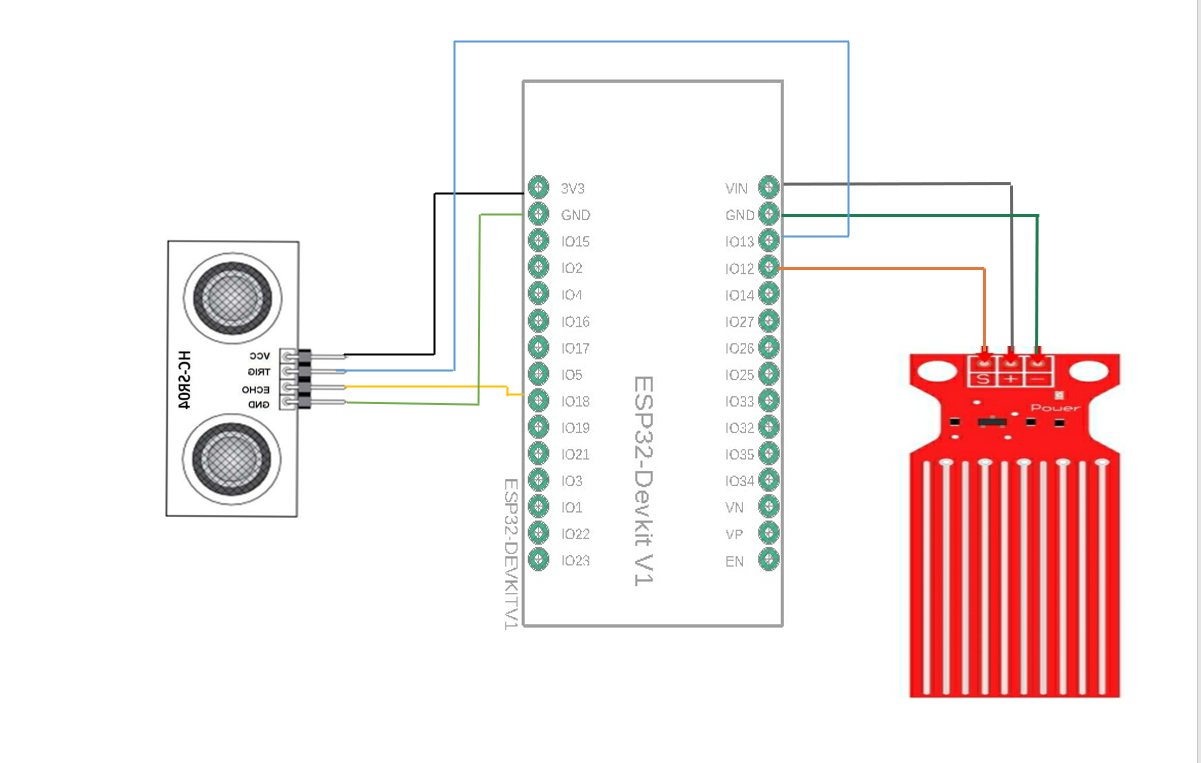 HC-SR04
VCC
TRIG
ECHO
GND
3V3
GND
IO15
IO2
IO4
IO16
IO17
IO5
IO18
IO19
IO21
IO3
IO1
IO22
IO23
ESP32-DEVKITV1
ESP32-Devkit V1
VIN
GND
IO13
IO12
IO14
IO27
IO26
IO25
IO33
IO32
IO35
IO34
VN
VP
EN
S + −
Power